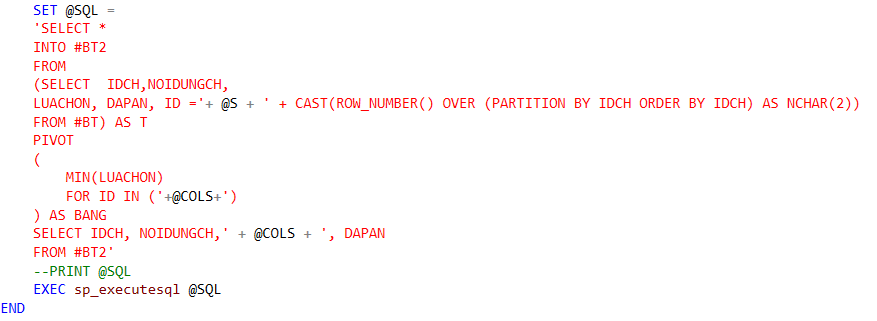 SET @SQL =
'SELECT *
INTO #BT2
FROM
(SELECT  IDCH,NOIDUNGCH,
LUACHON, DAPAN, ID ='+ @S + ' + CAST(ROW_NUMBER() OVER (PARTITION BY IDCH ORDER BY IDCH) AS NCHAR(2))
FROM #BT) AS T
PIVOT
(
    MIN(LUACHON)
    FOR ID IN ('+@COLS+')
) AS BANG
SELECT IDCH, NOIDUNGCH,' + @COLS + ', DAPAN
FROM #BT2'
--PRINT @SQL
EXEC sp_executesql @SQL
END